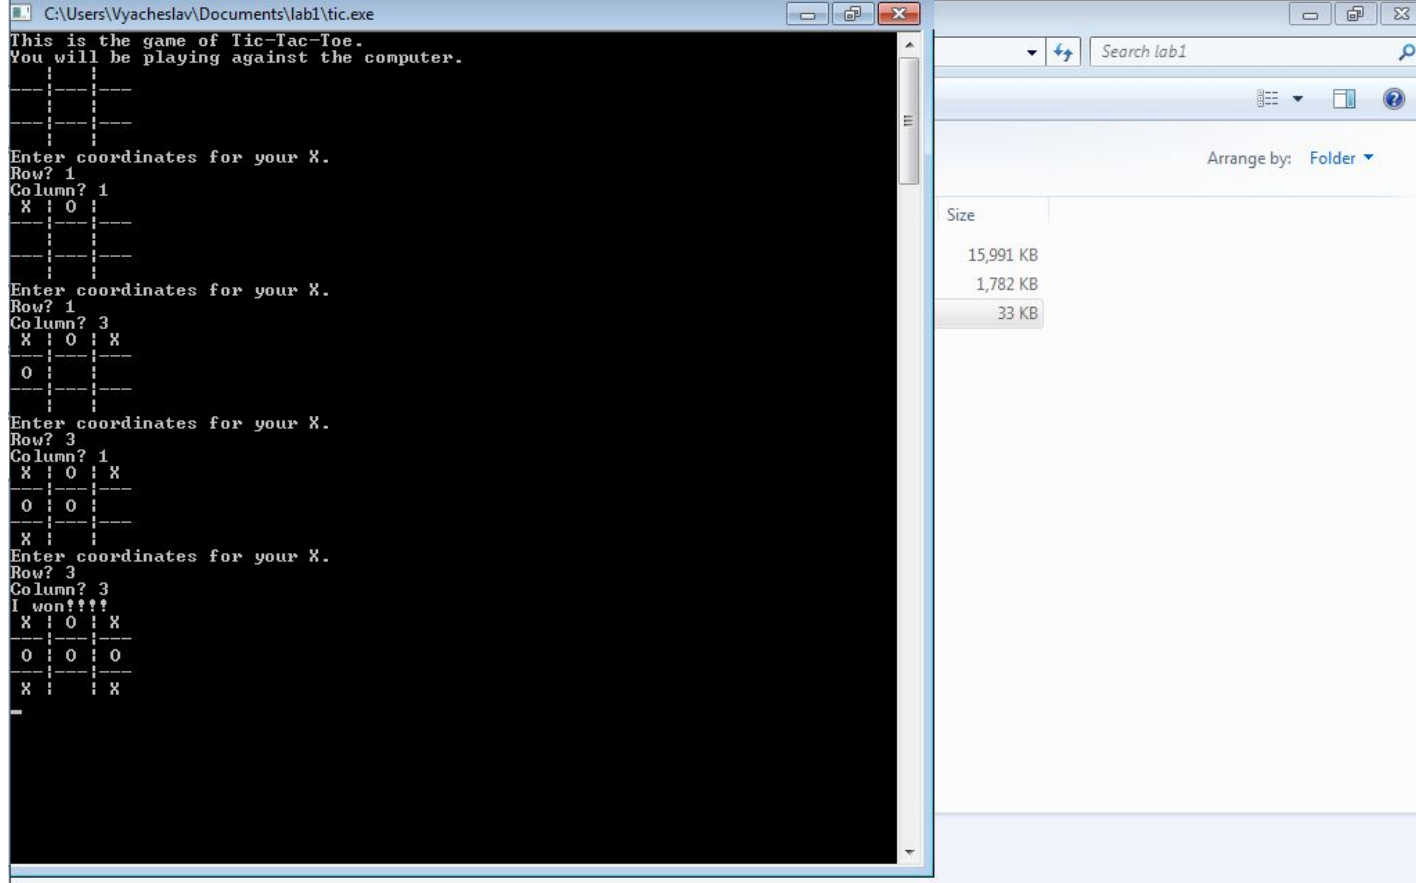 C:\Users\Vyacheslav\Documents\lab1\tic.exe
This is the game of Tic-Tac-Toe.
You will be playing against the computer.
   ¦   ¦
---¦---¦---
   ¦   ¦
---¦---¦---
   ¦   ¦
Enter coordinates for your X.
Row? 1
Column? 1
 X ¦ O ¦
---¦---¦---
   ¦   ¦
---¦---¦---
   ¦   ¦
Enter coordinates for your X.
Row? 1
Column? 3
 X ¦ O ¦ X
---¦---¦---
 O ¦   ¦
---¦---¦---
   ¦   ¦
Enter coordinates for your X.
Row? 3
Column? 1
 X ¦ O ¦ X
---¦---¦---
 O ¦ O ¦
---¦---¦---
 X ¦   ¦
Enter coordinates for your X.
Row? 3
Column? 3
I won!!!!
 X ¦ O ¦ X
---¦---¦---
 O ¦ O ¦ O
---¦---¦---
 X ¦   ¦ X
Search lab1
Arrange by: Folder
Size
15,991 KB
1,782 KB
33 KB